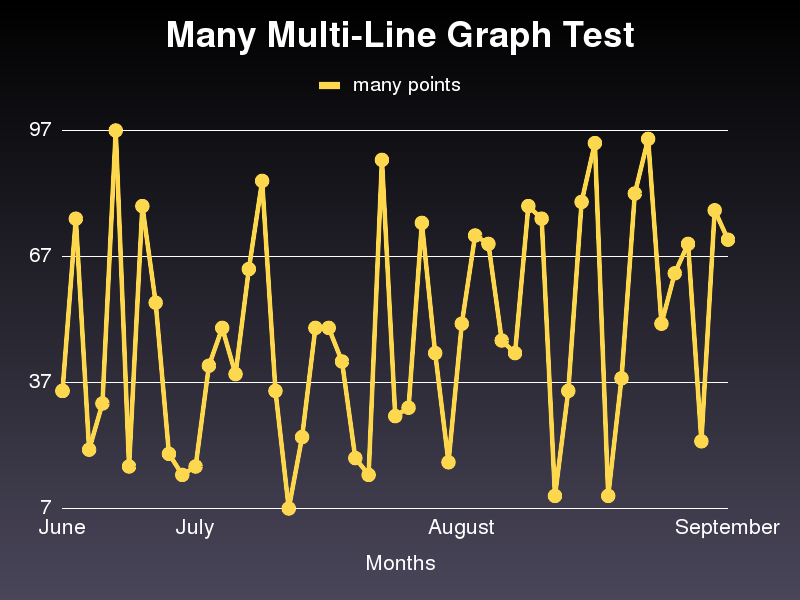 Many Multi-Line Graph Test
many points
97
67
37
7
June July August September
Months